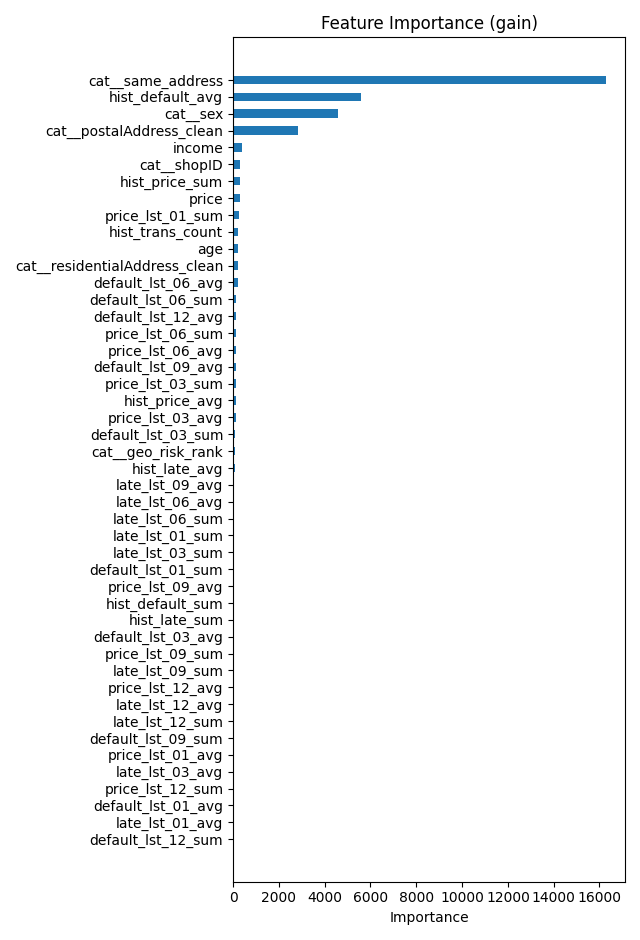 Feature Importance (gain)
cat__same_address
hist_default_avg
cat__sex
cat__postalAddress_clean
income
cat__shopID
hist_price_sum
price
price_lst_01_sum
hist_trans_count
age
cat__residentialAddress_clean
default_lst_06_avg
default_lst_06_sum
default_lst_12_avg
price_lst_06_sum
price_lst_06_avg
default_lst_09_avg
price_lst_03_sum
hist_price_avg
price_lst_03_avg
default_lst_03_sum
cat__geo_risk_rank
hist_late_avg
late_lst_09_avg
late_lst_06_avg
late_lst_06_sum
late_lst_01_sum
late_lst_03_sum
default_lst_01_sum
price_lst_09_avg
hist_default_sum
hist_late_sum
default_lst_03_avg
price_lst_09_sum
late_lst_09_sum
price_lst_12_avg
late_lst_12_avg
late_lst_12_sum
default_lst_09_sum
price_lst_01_avg
late_lst_03_avg
price_lst_12_sum
default_lst_01_avg
late_lst_01_avg
default_lst_12_sum
0 2000 4000 6000 8000 10000 12000 14000 16000
Importance